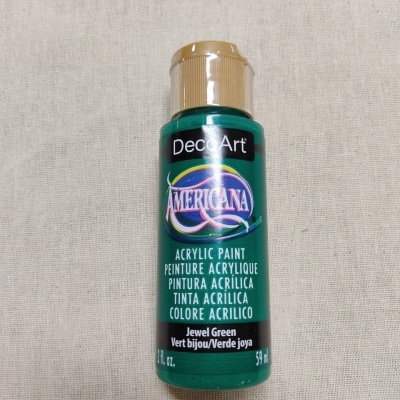 DecoArt
AMERICANA
ACRYLIC PAINT
PEINTURE ACRYLIQUE
PINTURA ACRÍLICA
TINTA ACRÍLICA
COLORE ACRILICO
Jewel Green
Vert bijou/Verde joya
fl. oz. 59 ml